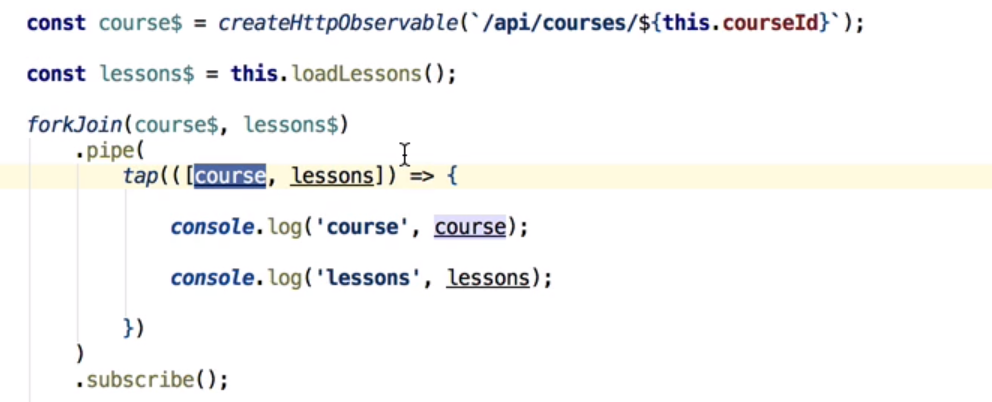 const course$ = createHttpObservable(`/api/courses/${this.courseId}`);
const lessons$ = this.loadLessons();
forkJoin(course$, lessons$)
.pipe(
tap(([course, lessons]) => {
console.log('course', course);
console.log('lessons', lessons);
})
)
.subscribe();